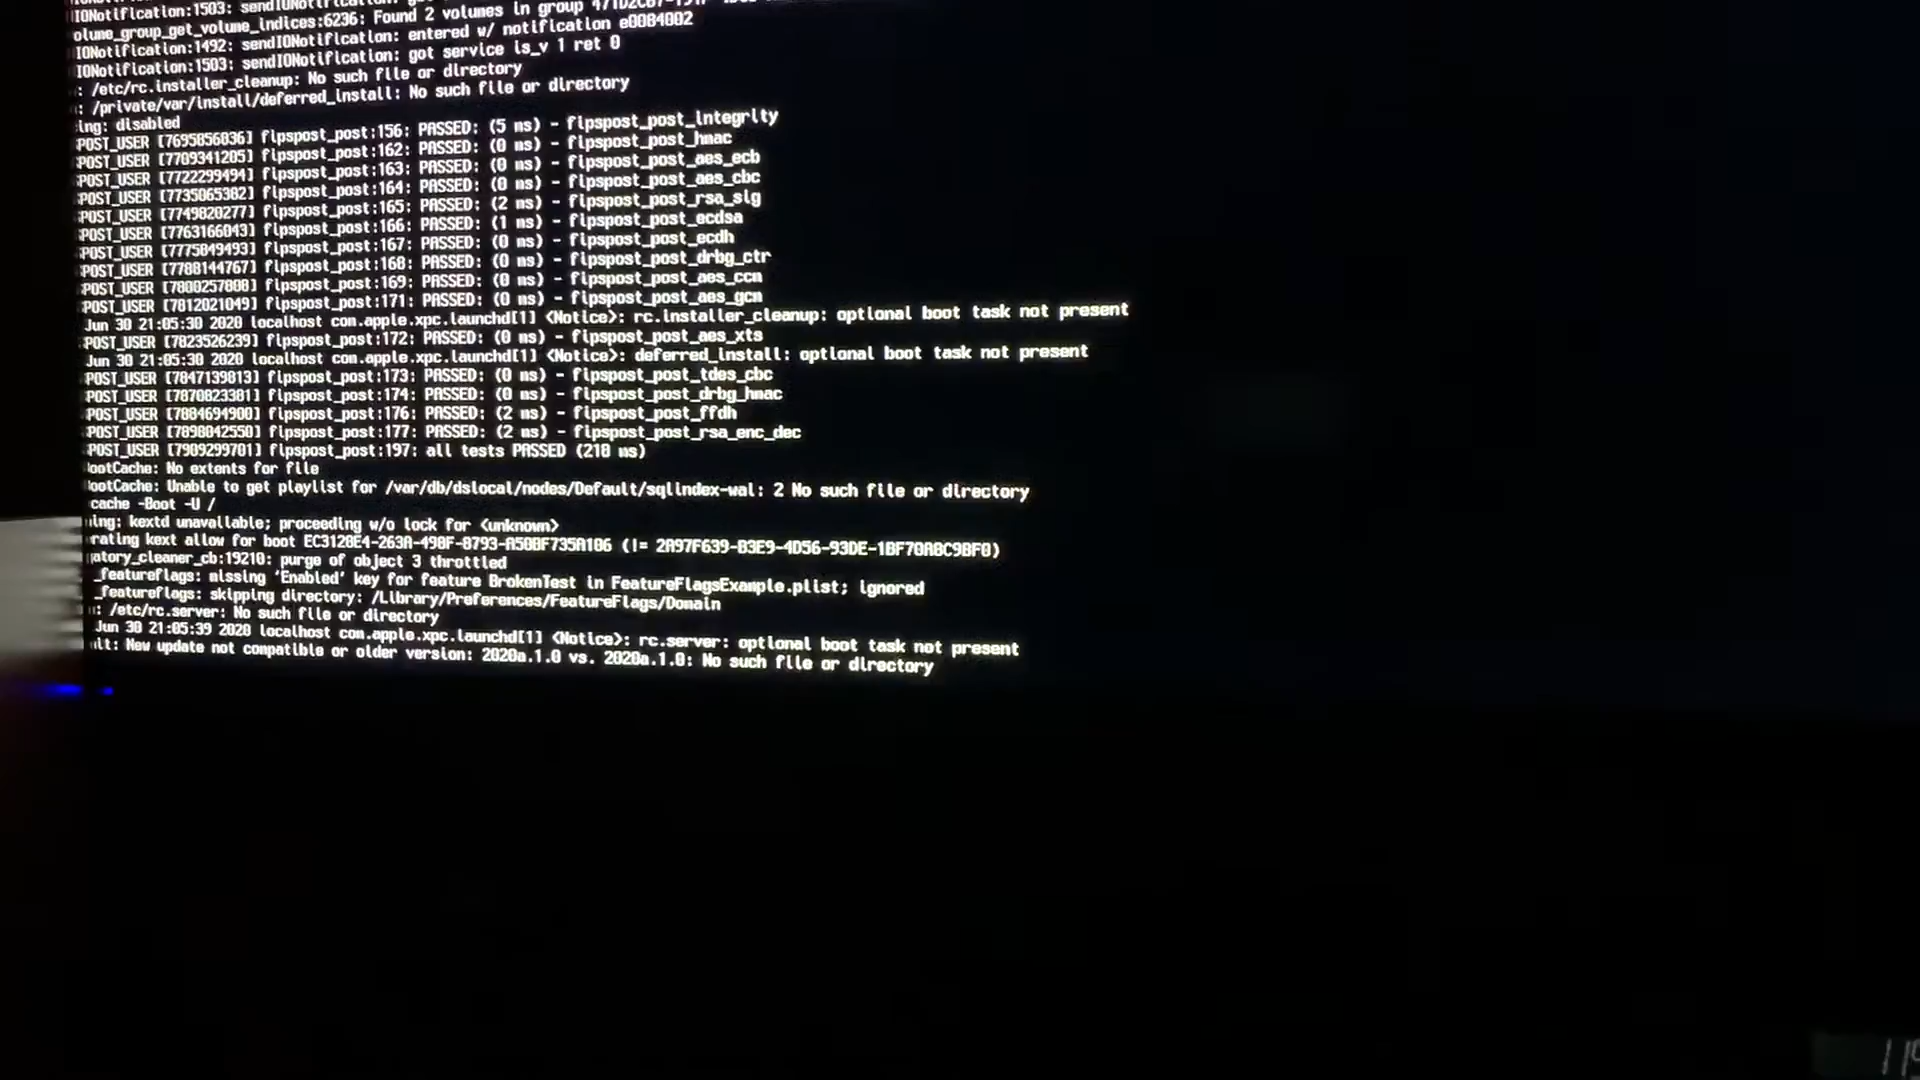 IONotification:1503: sendIONotification:
olume_group_get_volume_indices:6236: Found 2 volumes in group
IONotification:1492: sendIONotification: entered w/ notification e0084002
IONotification:1503: sendIONotification: got service is_v 1 ret 0
: /etc/rc.installer_cleanup: No such file or directory
: /private/var/install/deferred_install: No such file or directory
ing: disabled
POST_USER [7695856836] fipspost_post:156: PASSED: (5 ms) - fipspost_post_integrity
POST_USER [7709341205] fipspost_post:162: PASSED: (0 ms) - fipspost_post_hmac
POST_USER [7722299494] fipspost_post:163: PASSED: (0 ms) - fipspost_post_aes_ecb
POST_USER [7735065382] fipspost_post:164: PASSED: (0 ms) - fipspost_post_aes_cbc
POST_USER [7749820277] fipspost_post:165: PASSED: (2 ms) - fipspost_post_rsa_sig
POST_USER [7763166043] fipspost_post:166: PASSED: (1 ms) - fipspost_post_ecdsa
POST_USER [7775849493] fipspost_post:167: PASSED: (0 ms) - fipspost_post_ecdh
POST_USER [7788144767] fipspost_post:168: PASSED: (0 ms) - fipspost_post_drbg_ctr
POST_USER [7800257808] fipspost_post:169: PASSED: (0 ms) - fipspost_post_aes_ccm
POST_USER [7812021049] fipspost_post:171: PASSED: (0 ms) - fipspost_post_aes_gcm
Jun 30 21:05:30 2020 localhost com.apple.xpc.launchd[1] <Notice>: rc.installer_cleanup: optional boot task not present
POST_USER [7823526239] fipspost_post:172: PASSED: (0 ms) - fipspost_post_aes_xts
Jun 30 21:05:30 2020 localhost com.apple.xpc.launchd[1] <Notice>: deferred_install: optional boot task not present
POST_USER [7847139813] fipspost_post:173: PASSED: (0 ms) - fipspost_post_tdes_cbc
POST_USER [7870823381] fipspost_post:174: PASSED: (0 ms) - fipspost_post_drbg_hmac
POST_USER [7884694900] fipspost_post:176: PASSED: (2 ms) - fipspost_post_ffdh
POST_USER [7898042550] fipspost_post:177: PASSED: (2 ms) - fipspost_post_rsa_enc_dec
POST_USER [7909299701] fipspost_post:197: all tests PASSED (218 ms)
ootCache: No extents for file
ootCache: Unable to get playlist for /var/db/dslocal/nodes/Default/sqlindex-wal: 2 No such file or directory
cache -Boot -U /
ing: kextd unavailable; proceeding w/o lock for <unknown>
rating kext allow for boot EC3128E4-263A-498F-8793-A50BF735A186 (!= 2A97F639-B3E9-4D56-93DE-1BF70A8C9BF0)
atory_cleaner_cb:19210: purge of object 3 throttled
_featureflags: missing 'Enabled' key for feature BrokenTest in FeatureFlagsExample.plist; ignored
_featureflags: skipping directory: /Library/Preferences/FeatureFlags/Domain
: /etc/rc.server: No such file or directory
Jun 30 21:05:39 2020 localhost com.apple.xpc.launchd[1] <Notice>: rc.server: optional boot task not present
lt: New update not compatible or older version: 2020a.1.0 vs. 2020a.1.0: No such file or directory